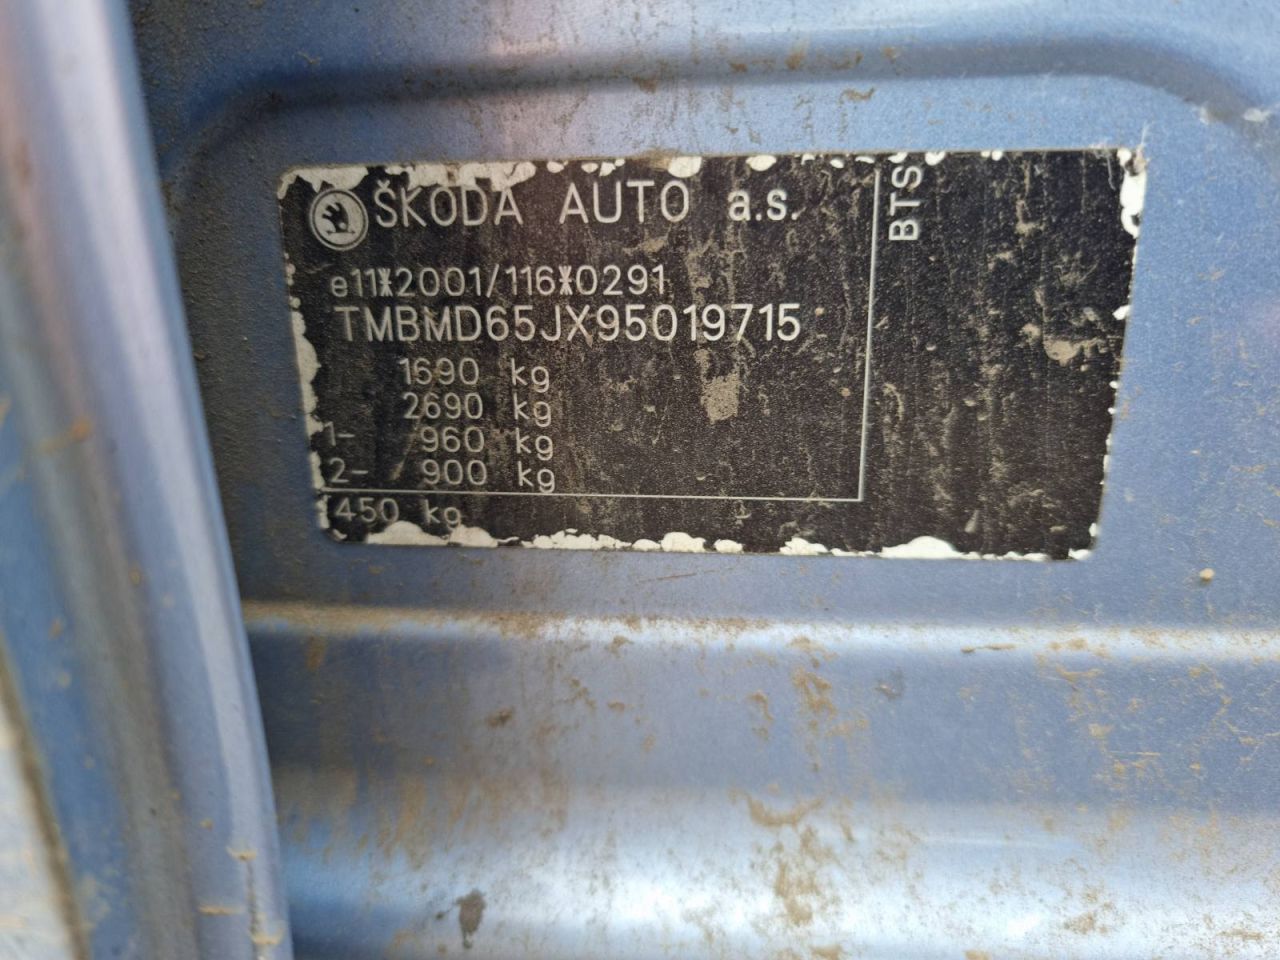 ŠKODA AUTO a.s.
BTS
e11*2001/116*0291
TMBMD65JX95019715
1690 kg
2690 kg
1- 960 kg
2- 900 kg
450 kg